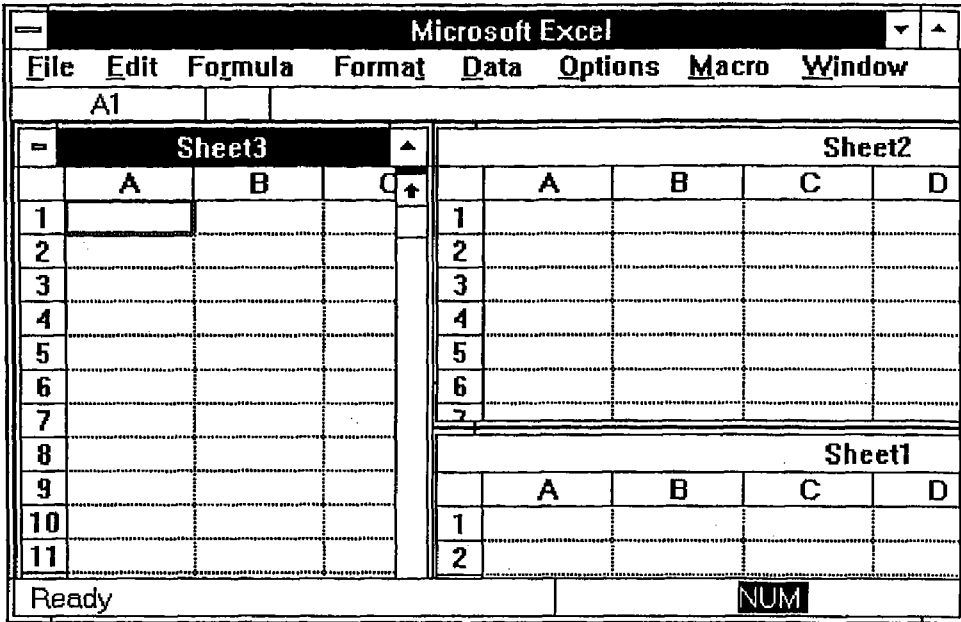 Microsoft Excel
File Edit Formula Format Data Options Macro Window
A1
Sheet3
A B C
1
2
3
4
5
6
7
8
9
10
11
Sheet2
A B C D
1
2
3
4
5
6
7
Sheet1
A B C D
1
2
Ready NUM